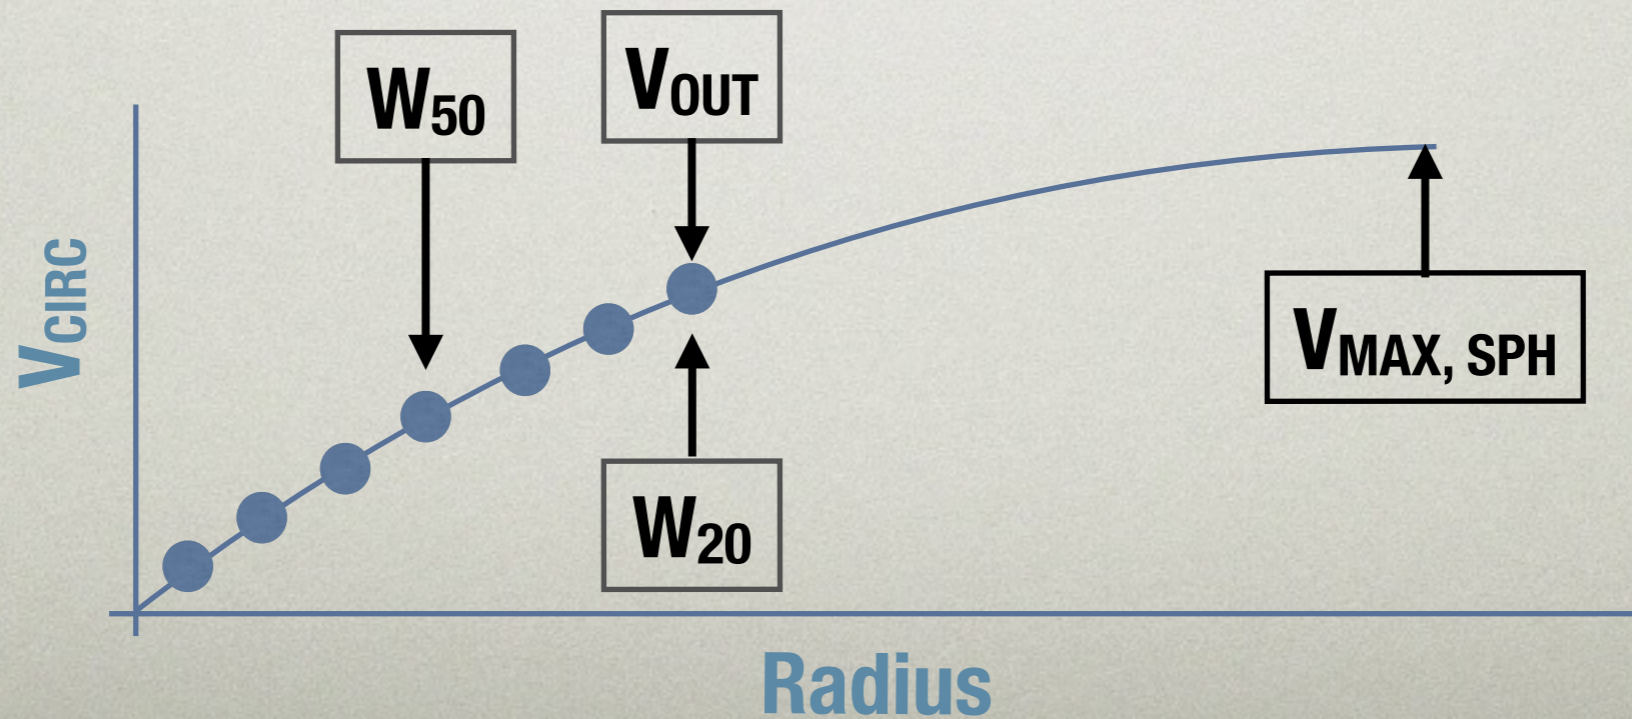 W50
VOUT
VCIRC
VMAX, SPH
W20
Radius